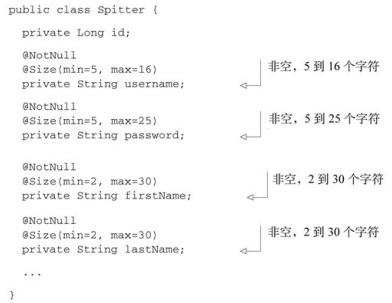 public class Spitter {
private Long id;
@NotNull
@Size(min=5, max=16)
private String username;
非空，5 到 16 个字符
@NotNull
@Size(min=5, max=25)
private String password;
非空，5 到 25 个字符
@NotNull
@Size(min=2, max=30)
private String firstName;
非空，2 到 30 个字符
@NotNull
@Size(min=2, max=30)
private String lastName;
非空，2 到 30 个字符
...
}